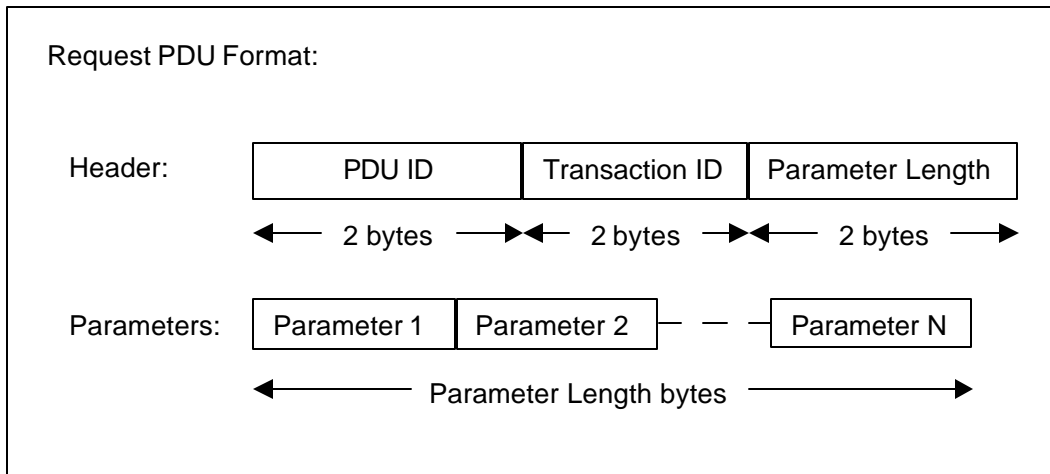 Request PDU Format:
Header: PDU ID Transaction ID Parameter Length
2 bytes 2 bytes 2 bytes
Parameters: Parameter 1 Parameter 2 Parameter N
Parameter Length bytes